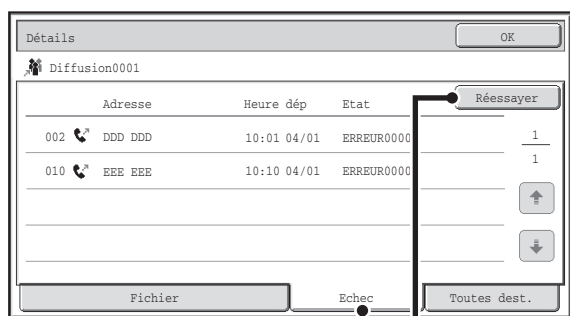 Détails OK
Diffusion0001
Réessayer
Adresse Heure dép Etat
002 DDD DDD 10:01 04/01 ERREUR0000
1
010 EEE EEE 10:10 04/01 ERREUR0000
1
Fichier Echec Toutes dest.